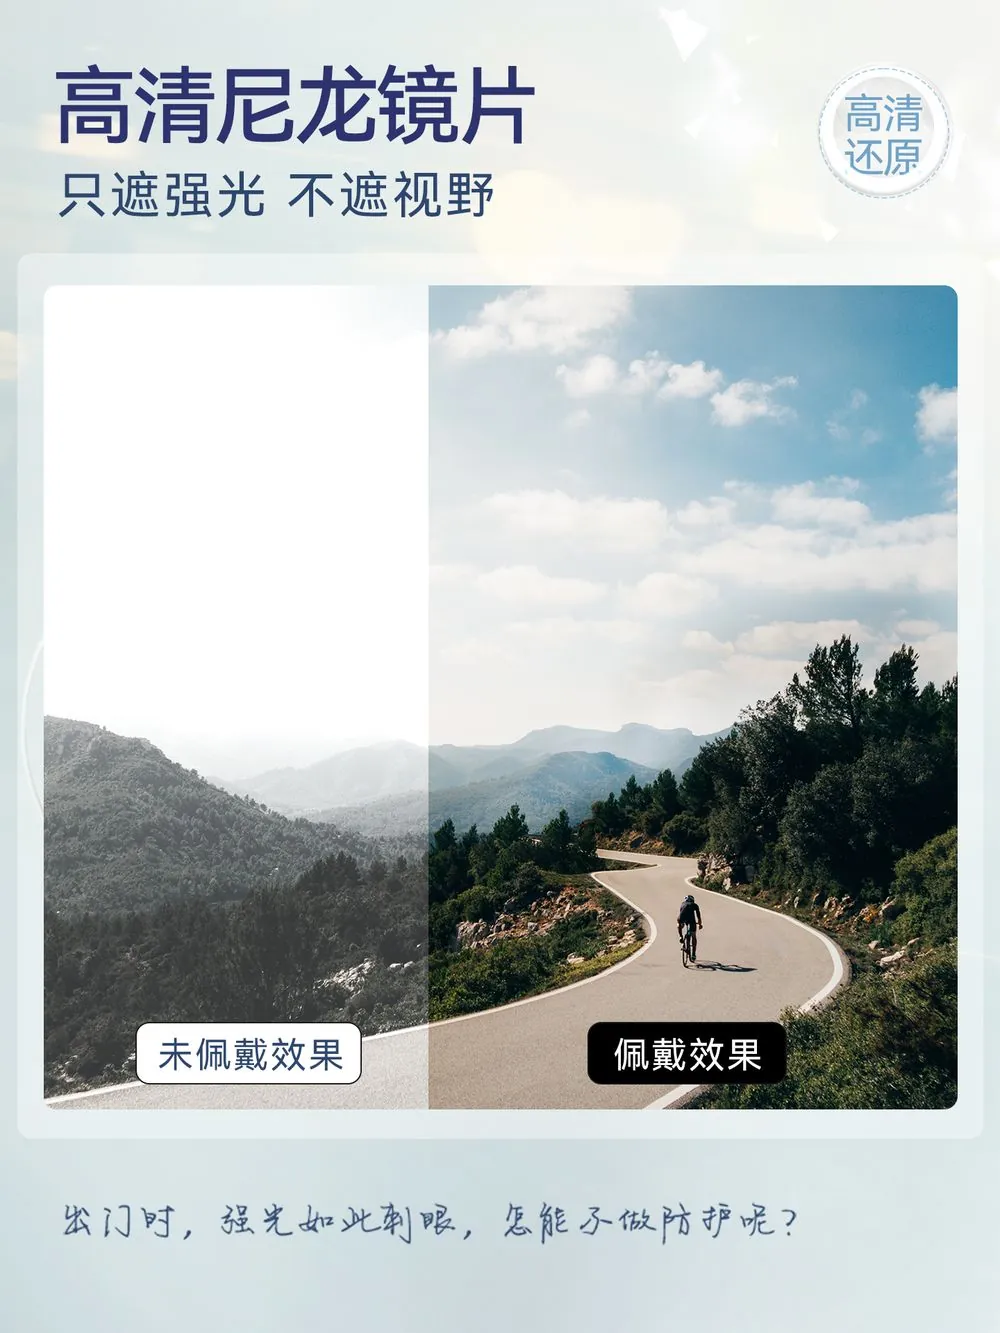 高清尼龙镜片
只遮强光 不遮视野
高清
还原
未佩戴效果
佩戴效果
出门时，强光如此刺眼，怎能不做防护呢？